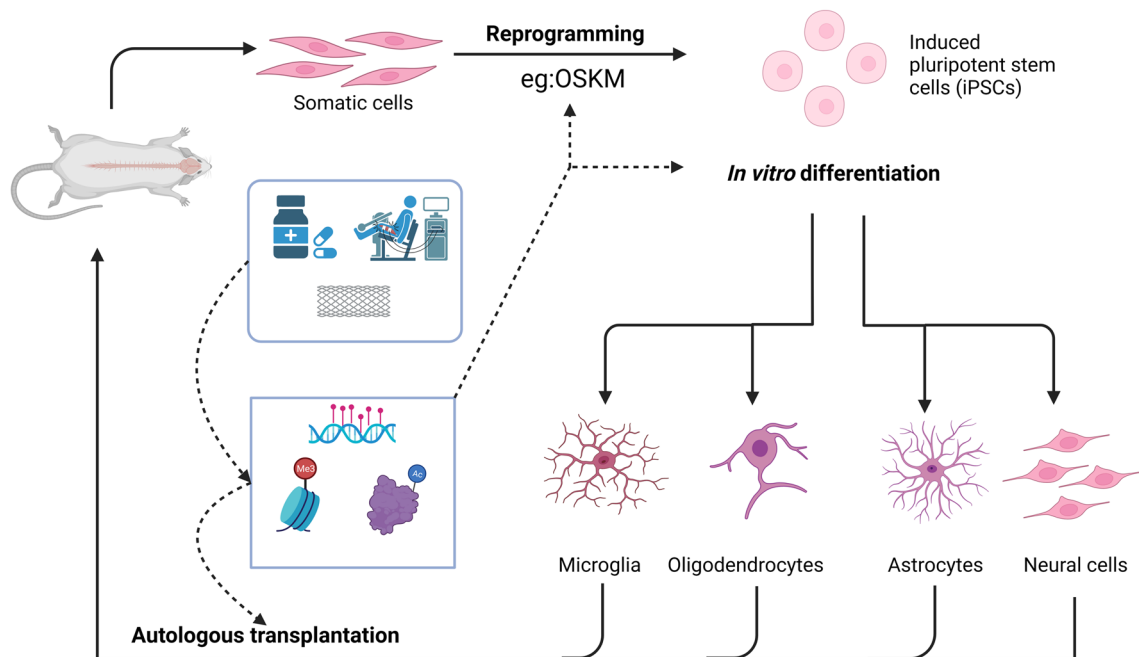 Reprogramming
eg:OSKM
Somatic cells
Induced
pluripotent stem
cells (iPSCs)
In vitro differentiation
Me3
Ac
Microglia
Oligodendrocytes
Astrocytes
Neural cells
Autologous transplantation